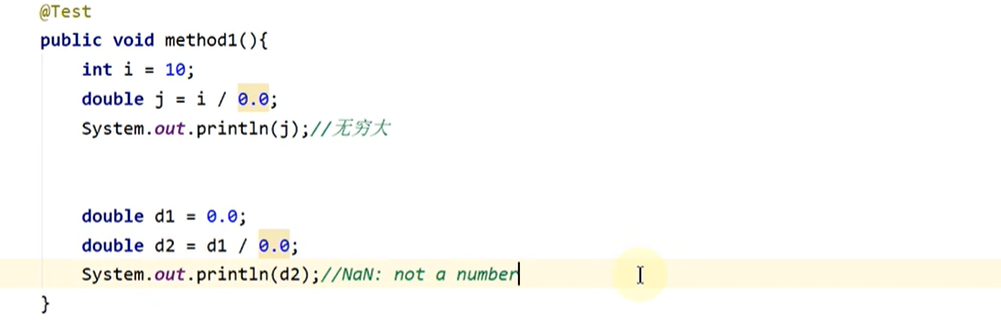 @Test
public void method1(){
int i = 10;
double j = i / 0.0;
System.out.println(j);//无穷大
double d1 = 0.0;
double d2 = d1 / 0.0;
System.out.println(d2);//NaN: not a number
}